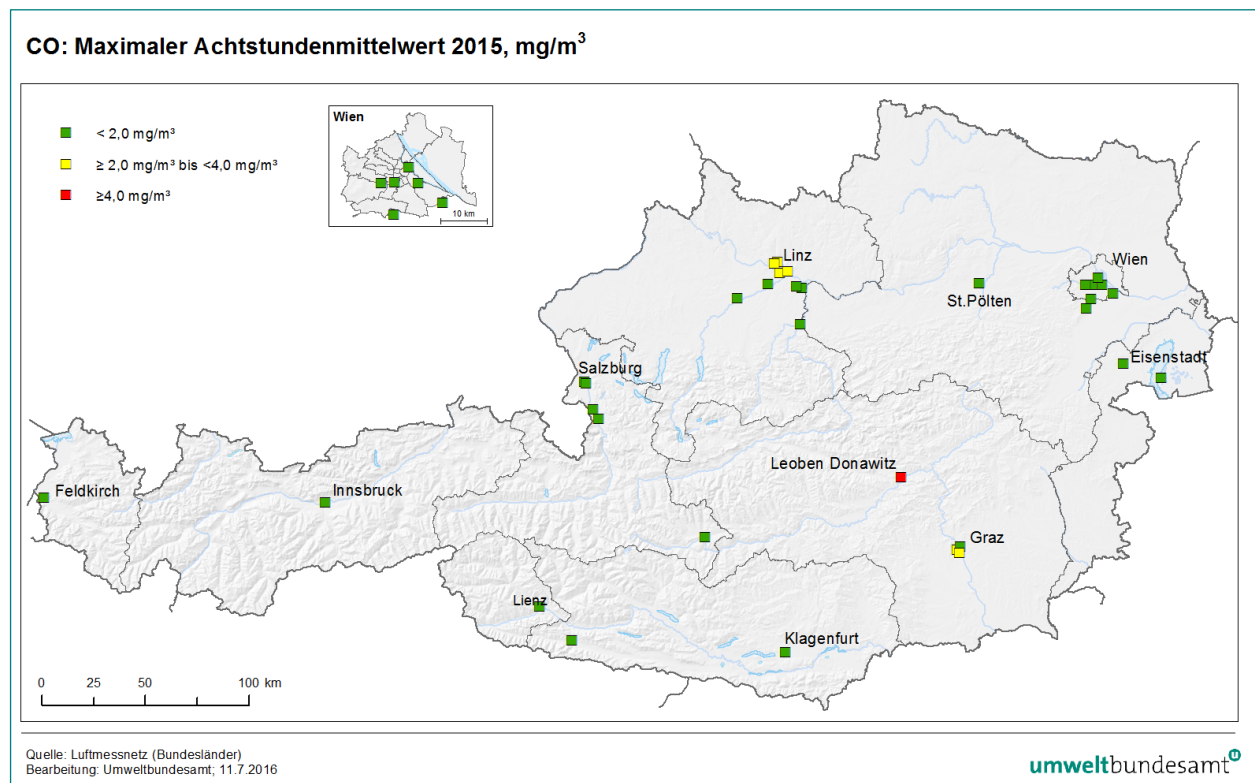 CO: Maximaler Achtstundenmittelwert 2015, mg/m³
< 2,0 mg/m³
≥ 2,0 mg/m³ bis <4,0 mg/m³
≥4,0 mg/m³
Wien
10 km
Linz
Wien
St.Pölten
Eisenstadt
Salzburg
Leoben Donawitz
Feldkirch
Innsbruck
Graz
Lienz
Klagenfurt
0 25 50 100 km
Quelle: Luftmessnetz (Bundesländer)
Bearbeitung: Umweltbundesamt; 11.7.2016
umweltbundesamt u